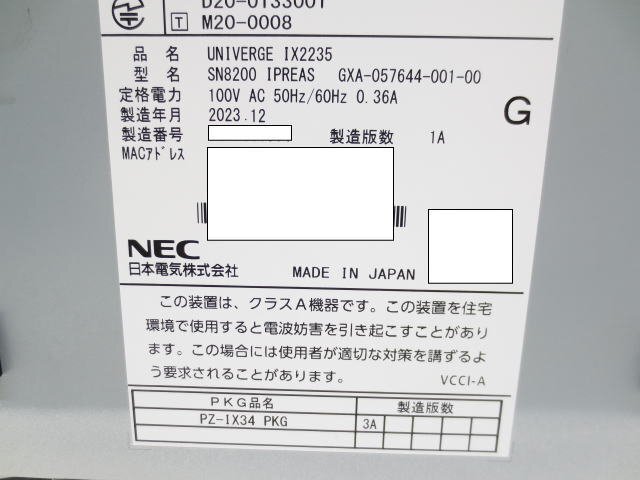 D20-0133001
T M20-0008
品名 UNIVERGE IX2235
型名 SN8200 IPREAS GXA-057644-001-00
定格電力 100V AC 50Hz/60Hz 0.36A
製造年月 2023.12
G
製造番号 製造版数 1A
MACアドレス
NEC
日本電気株式会社 MADE IN JAPAN
この装置は、クラスA機器です。この装置を住宅
環境で使用すると電波妨害を引き起こすことがあり
ます。この場合には使用者が適切な対策を講ずるよ
う要求されることがあります。 VCCI-A
PKG品名 製造版数
PZ-IX34 PKG 3A